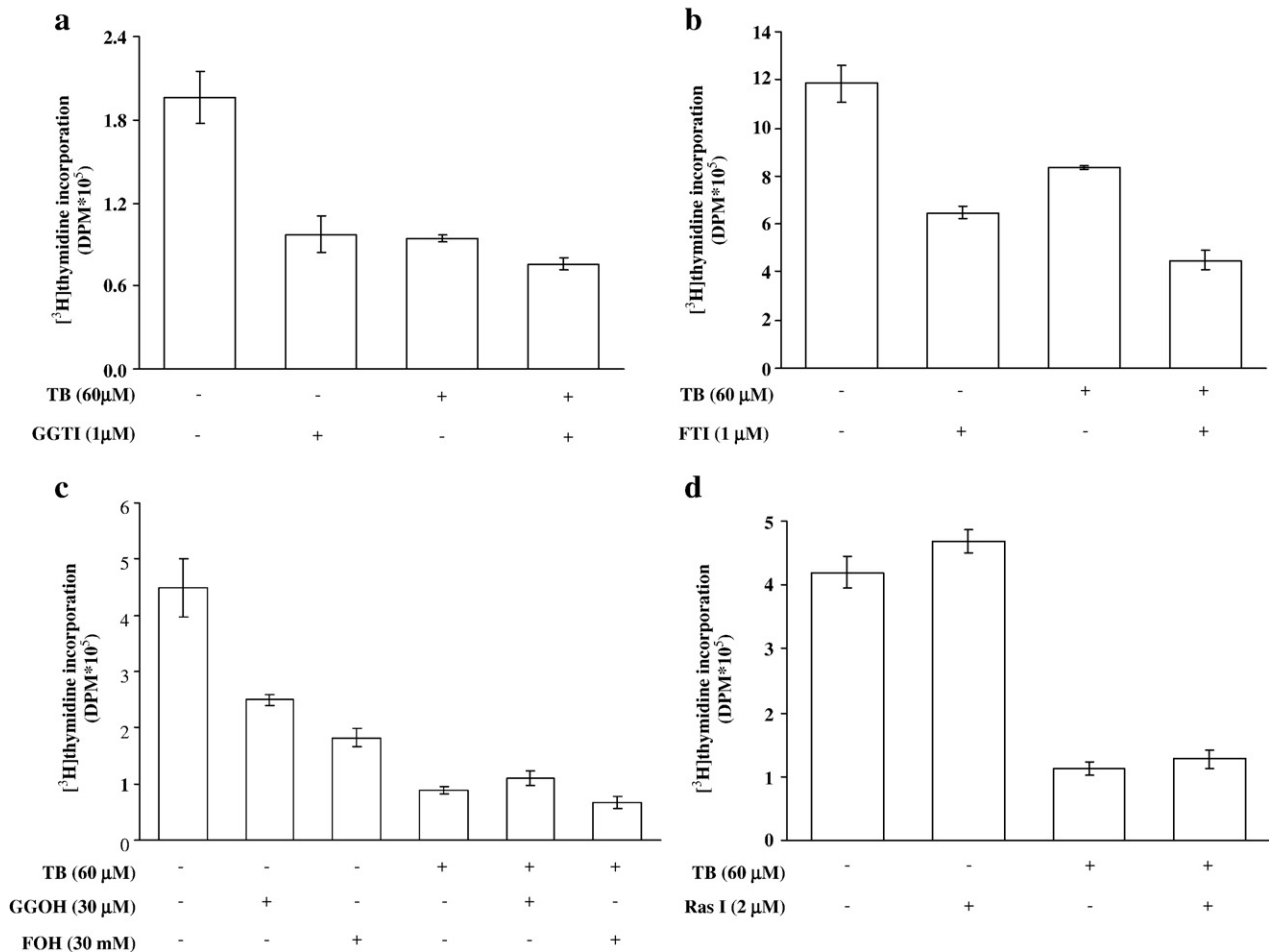 a
2.4
1.8
1.2
0.6
0.0
[³H]thymidine incorporation
(DPM*10⁵)
TB (60μM) - - + +
GGTI (1μM) - + - +
b
14
12
10
8
6
4
2
0
[³H]thymidine incorporation
(DPM*10⁵)
TB (60 μM) - - + +
FTI (1 μM) - + - +
c
6
5
4
3
2
1
0
[³H]thymidine incorporation
(DPM*10⁵)
TB (60 μM) - - - + + +
GGOH (30 μM) - + - - + -
FOH (30 mM) - - + - - +
d
5
4
3
2
1
0
[³H]thymidine incorporation
(DPM*10⁵)
TB (60 μM) - - + +
Ras I (2 μM) - + - +